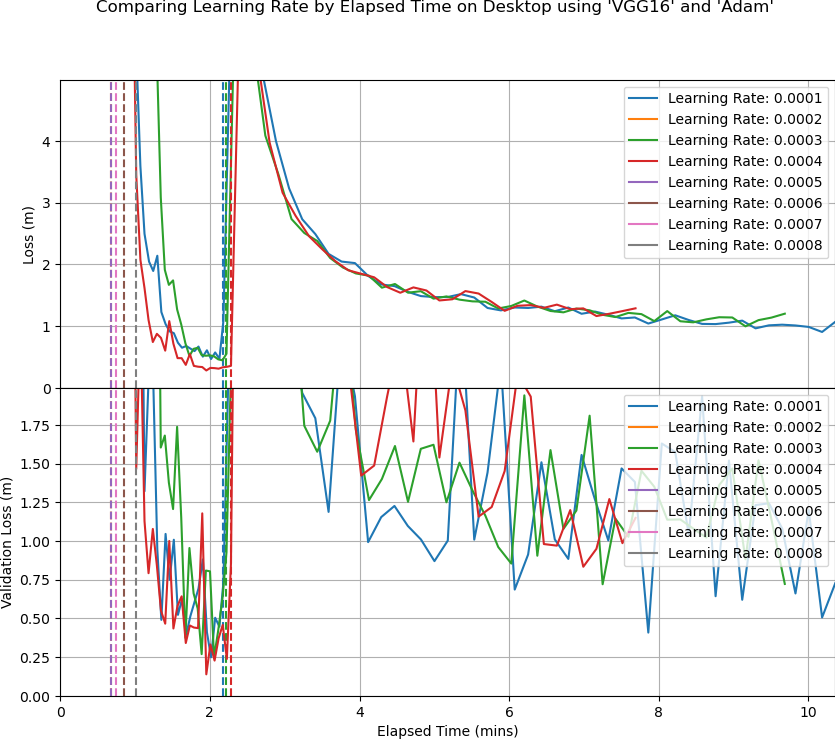 Comparing Learning Rate by Elapsed Time on Desktop using 'VGG16' and 'Adam'
Loss (m)
4
3
2
1
0
Learning Rate: 0.0001
Learning Rate: 0.0002
Learning Rate: 0.0003
Learning Rate: 0.0004
Learning Rate: 0.0005
Learning Rate: 0.0006
Learning Rate: 0.0007
Learning Rate: 0.0008
Validation Loss (m)
1.75
1.50
1.25
1.00
0.75
0.50
0.25
0.00
Learning Rate: 0.0001
Learning Rate: 0.0002
Learning Rate: 0.0003
Learning Rate: 0.0004
Learning Rate: 0.0005
Learning Rate: 0.0006
Learning Rate: 0.0007
Learning Rate: 0.0008
0 2 4 6 8 10
Elapsed Time (mins)